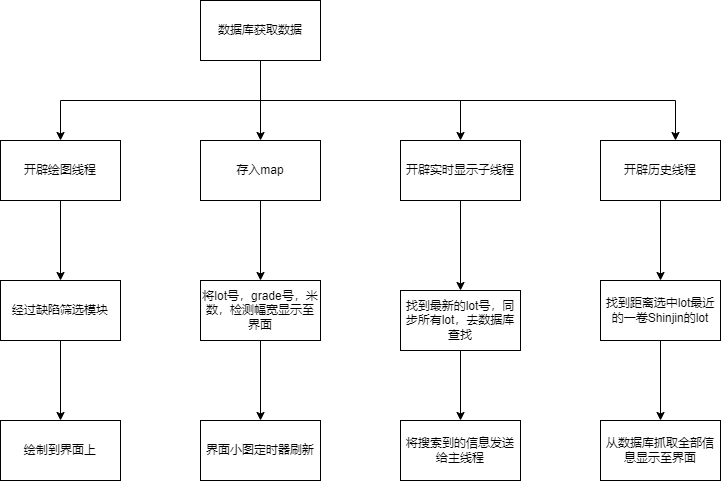 数据库获取数据
开辟绘图线程
存入map
开辟实时显示子线程
开辟历史线程
经过缺陷筛选模块
将lot号，grade号，米
数，检测幅宽显示至
界面
找到最新的lot号，同
步所有lot，去数据库
查找
找到距离选中lot最近
的一卷Shinjin的lot
绘制到界面上
界面小图定时器刷新
将搜索到的信息发送
给主线程
从数据库抓取全部信
息显示至界面